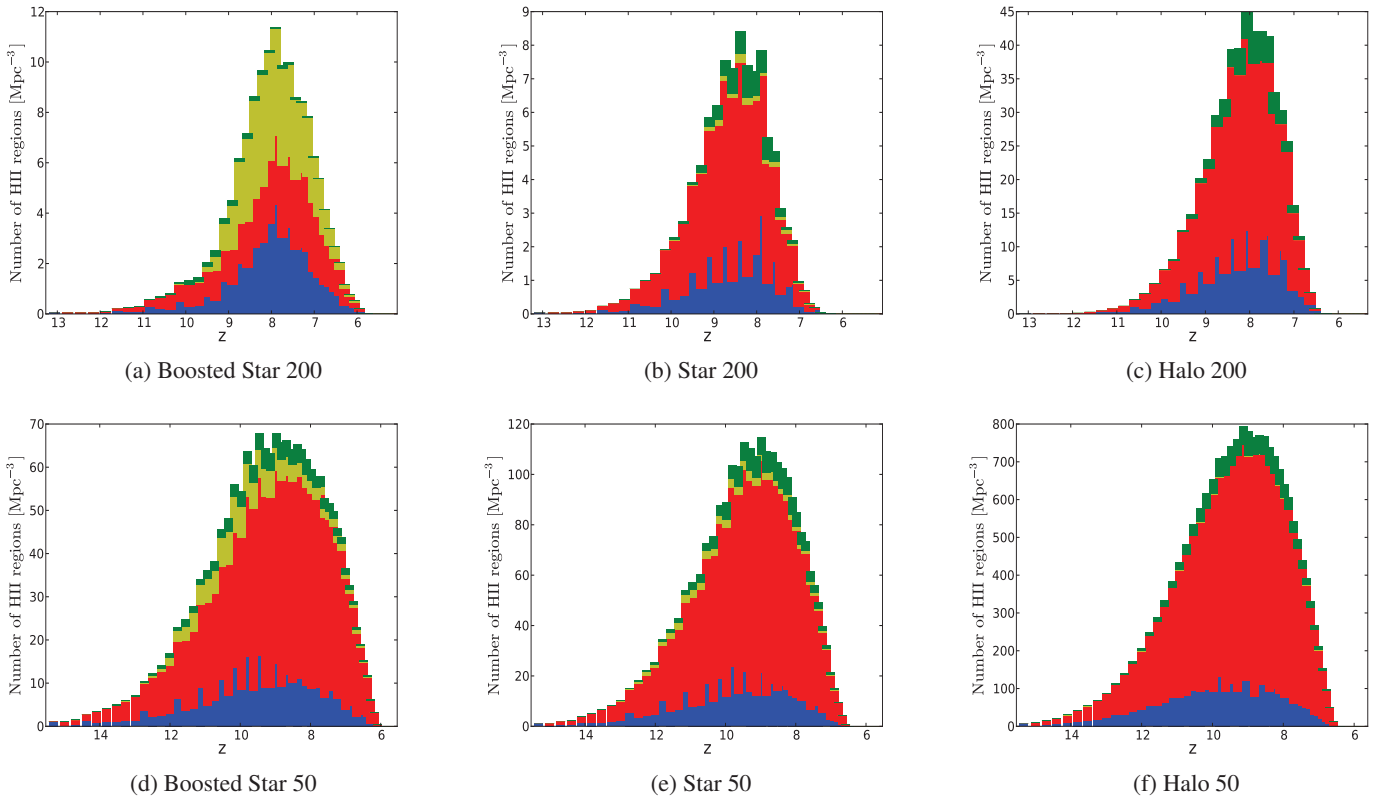 12
10
8
6
4
2
0
Number of HII regions [Mpc⁻³]
13 12 11 10 9 8 7 6
z
(a) Boosted Star 200
9
8
7
6
5
4
3
2
1
0
Number of HII regions [Mpc⁻³]
13 12 11 10 9 8 7 6
z
(b) Star 200
45
40
35
30
25
20
15
10
5
0
Number of HII regions [Mpc⁻³]
13 12 11 10 9 8 7 6
z
(c) Halo 200
70
60
50
40
30
20
10
0
Number of HII regions [Mpc⁻³]
14 12 10 8 6
z
(d) Boosted Star 50
120
100
80
60
40
20
0
Number of HII regions [Mpc⁻³]
14 12 10 8 6
z
(e) Star 50
800
700
600
500
400
300
200
100
0
Number of HII regions [Mpc⁻³]
14 12 10 8 6
z
(f) Halo 50